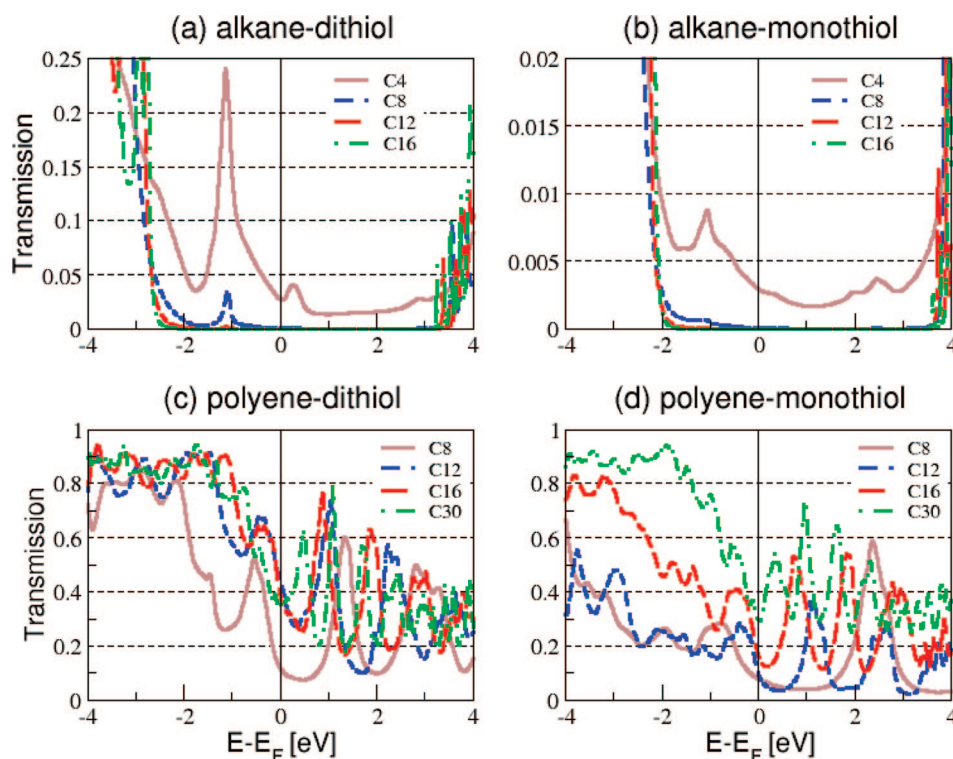 (a) alkane-dithiol
(b) alkane-monothiol
Transmission
0.25
0.2
0.15
0.1
0.05
0
-4
-2
0
2
4
C4
C8
C12
C16
0.02
0.015
0.01
0.005
0
-4
-2
0
2
4
C4
C8
C12
C16
(c) polyene-dithiol
(d) polyene-monothiol
Transmission
1
0.8
0.6
0.4
0.2
0
-4
-2
0
2
4
E-E_F [eV]
C8
C12
C16
C30
1
0.8
0.6
0.4
0.2
0
-4
-2
0
2
4
E-E_F [eV]
C8
C12
C16
C30